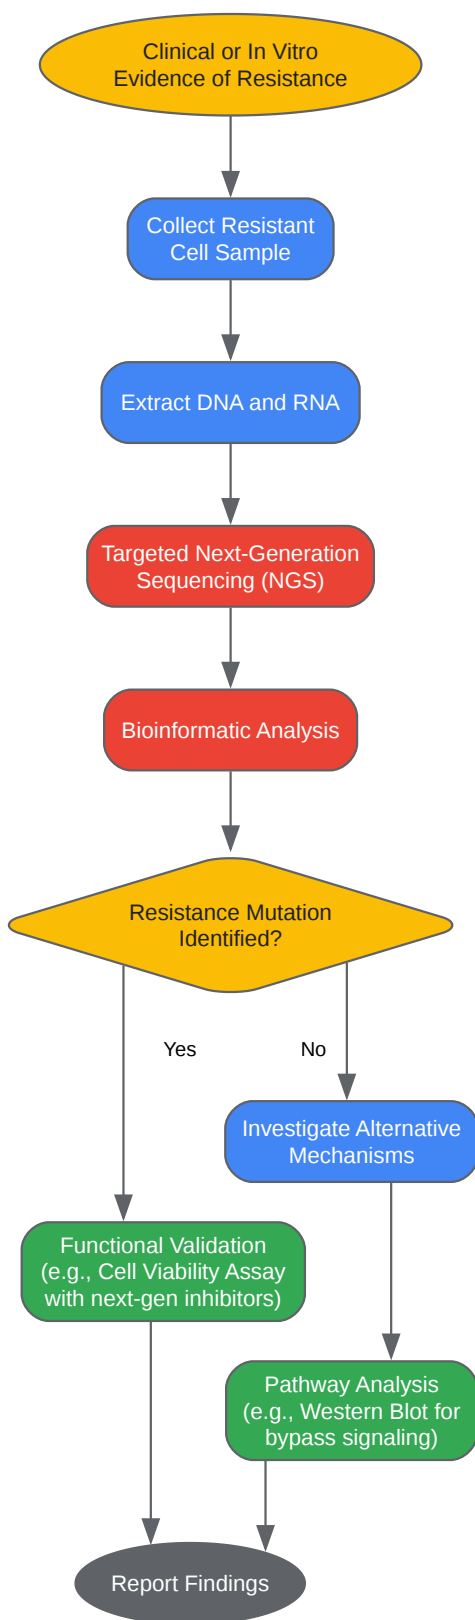 Clinical or In Vitro
Evidence of Resistance
Collect Resistant
Cell Sample
Extract DNA and RNA
Targeted Next-Generation
Sequencing (NGS)
Bioinformatic Analysis
Resistance Mutation
Identified?
Yes
No
Investigate Alternative
Mechanisms
Functional Validation
(e.g., Cell Viability Assay
with next-gen inhibitors)
Pathway Analysis
(e.g., Western Blot for
bypass signaling)
Report Findings